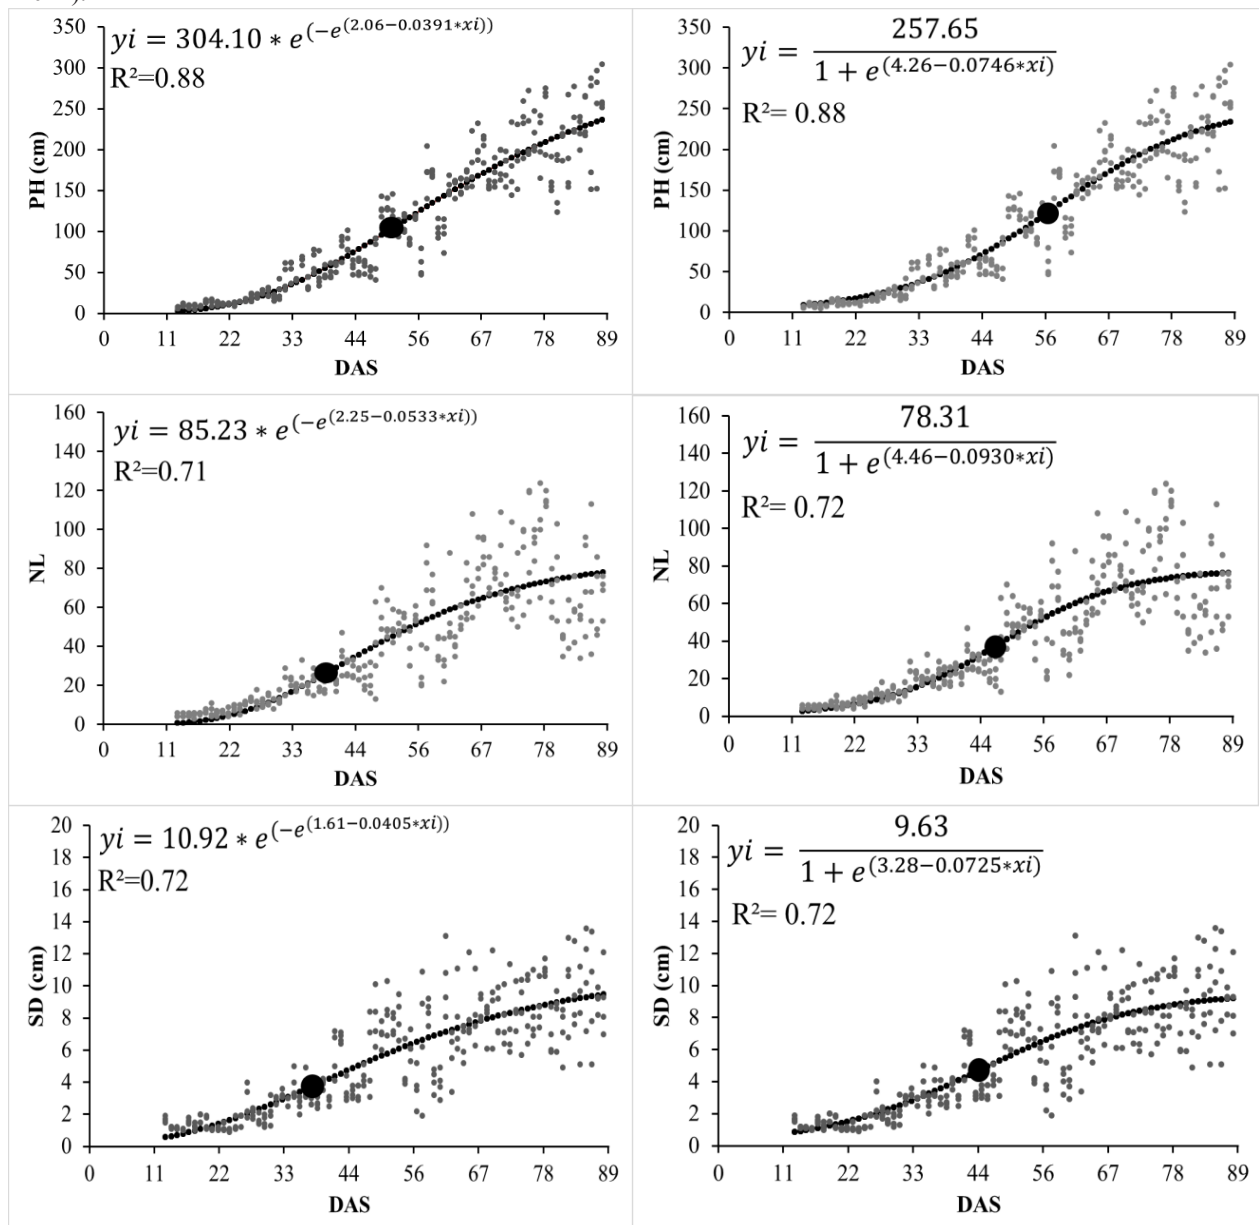 350
300
250
200
150
100
50
0
PH (cm)
yi = 304.10 * e^(−e^(2.06−0.0391*xi))
R²=0.88
0 11 22 33 44 56 67 78 89
DAS
350
300
250
200
150
100
50
0
PH (cm)
yi = 257.65 / 1 + e^(4.26−0.0746*xi)
R²= 0.88
0 11 22 33 44 56 67 78 89
DAS
160
140
120
100
80
60
40
20
0
NL
yi = 85.23 * e^(−e^(2.25−0.0533*xi))
R²=0.71
0 11 22 33 44 56 67 78 89
DAS
160
140
120
100
80
60
40
20
0
NL
yi = 78.31 / 1 + e^(4.46−0.0930*xi)
R²= 0.72
0 11 22 33 44 56 67 78 89
DAS
20
18
16
14
12
10
8
6
4
2
0
SD (cm)
yi = 10.92 * e^(−e^(1.61−0.0405*xi))
R²=0.72
0 11 22 33 44 56 67 78 89
DAS
20
18
16
14
12
10
8
6
4
2
0
SD (cm)
yi = 9.63 / 1 + e^(3.28−0.0725*xi)
R²= 0.72
0 11 22 33 44 56 67 78 89
DAS